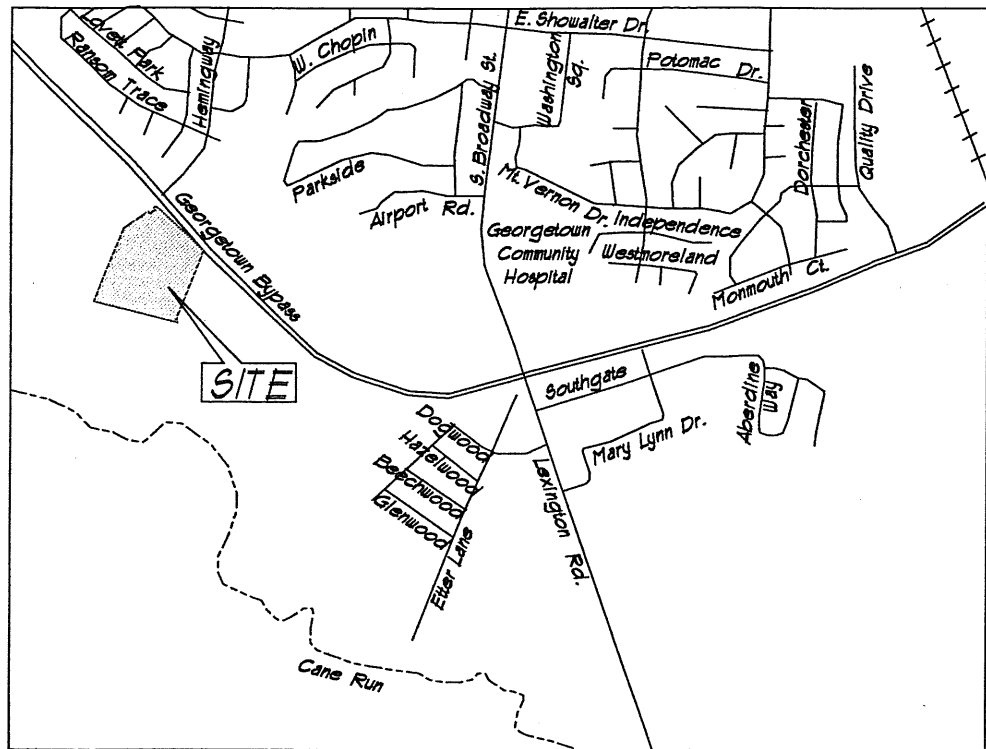 E. Showalter Dr.
Lovett Park
Ransom Trace
Hemingway
W. Chopin
S. Broadway St.
Washington
Sq.
Potomac Dr.
Dorchester
Quality Drive
Parkside
Airport Rd.
Mt. Vernon Dr.
Independence
Georgetown
Community
Hospital
Westmoreland
Monmouth Ct.
Georgetown Bypass
SITE
Southgate
Aberdine
Way
Mary Lynn Dr.
Dogwood
Hazelwood
Beechwood
Glenwood
Etter Lane
Lexington Rd.
Cane Run